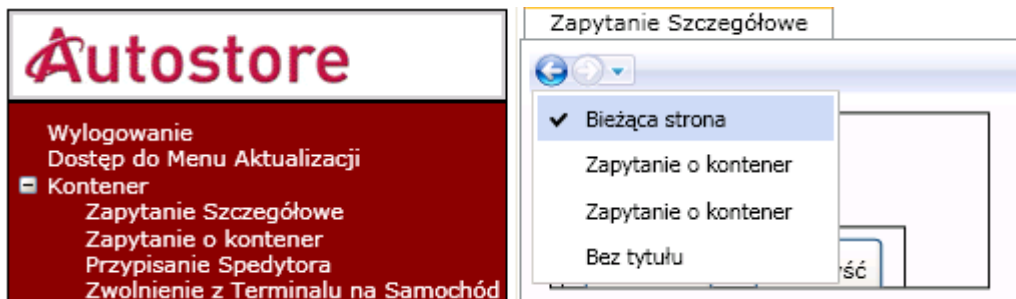 Autostore
Wylogowanie
Dostęp do Menu Aktualizacji
Kontener
Zapytanie Szczegółowe
Zapytanie o kontener
Przypisanie Spedytora
Zwolnienie z Terminalu na Samochód
Zapytanie Szczegółowe
Bieżąca strona
Zapytanie o kontener
Zapytanie o kontener
Bez tytułu